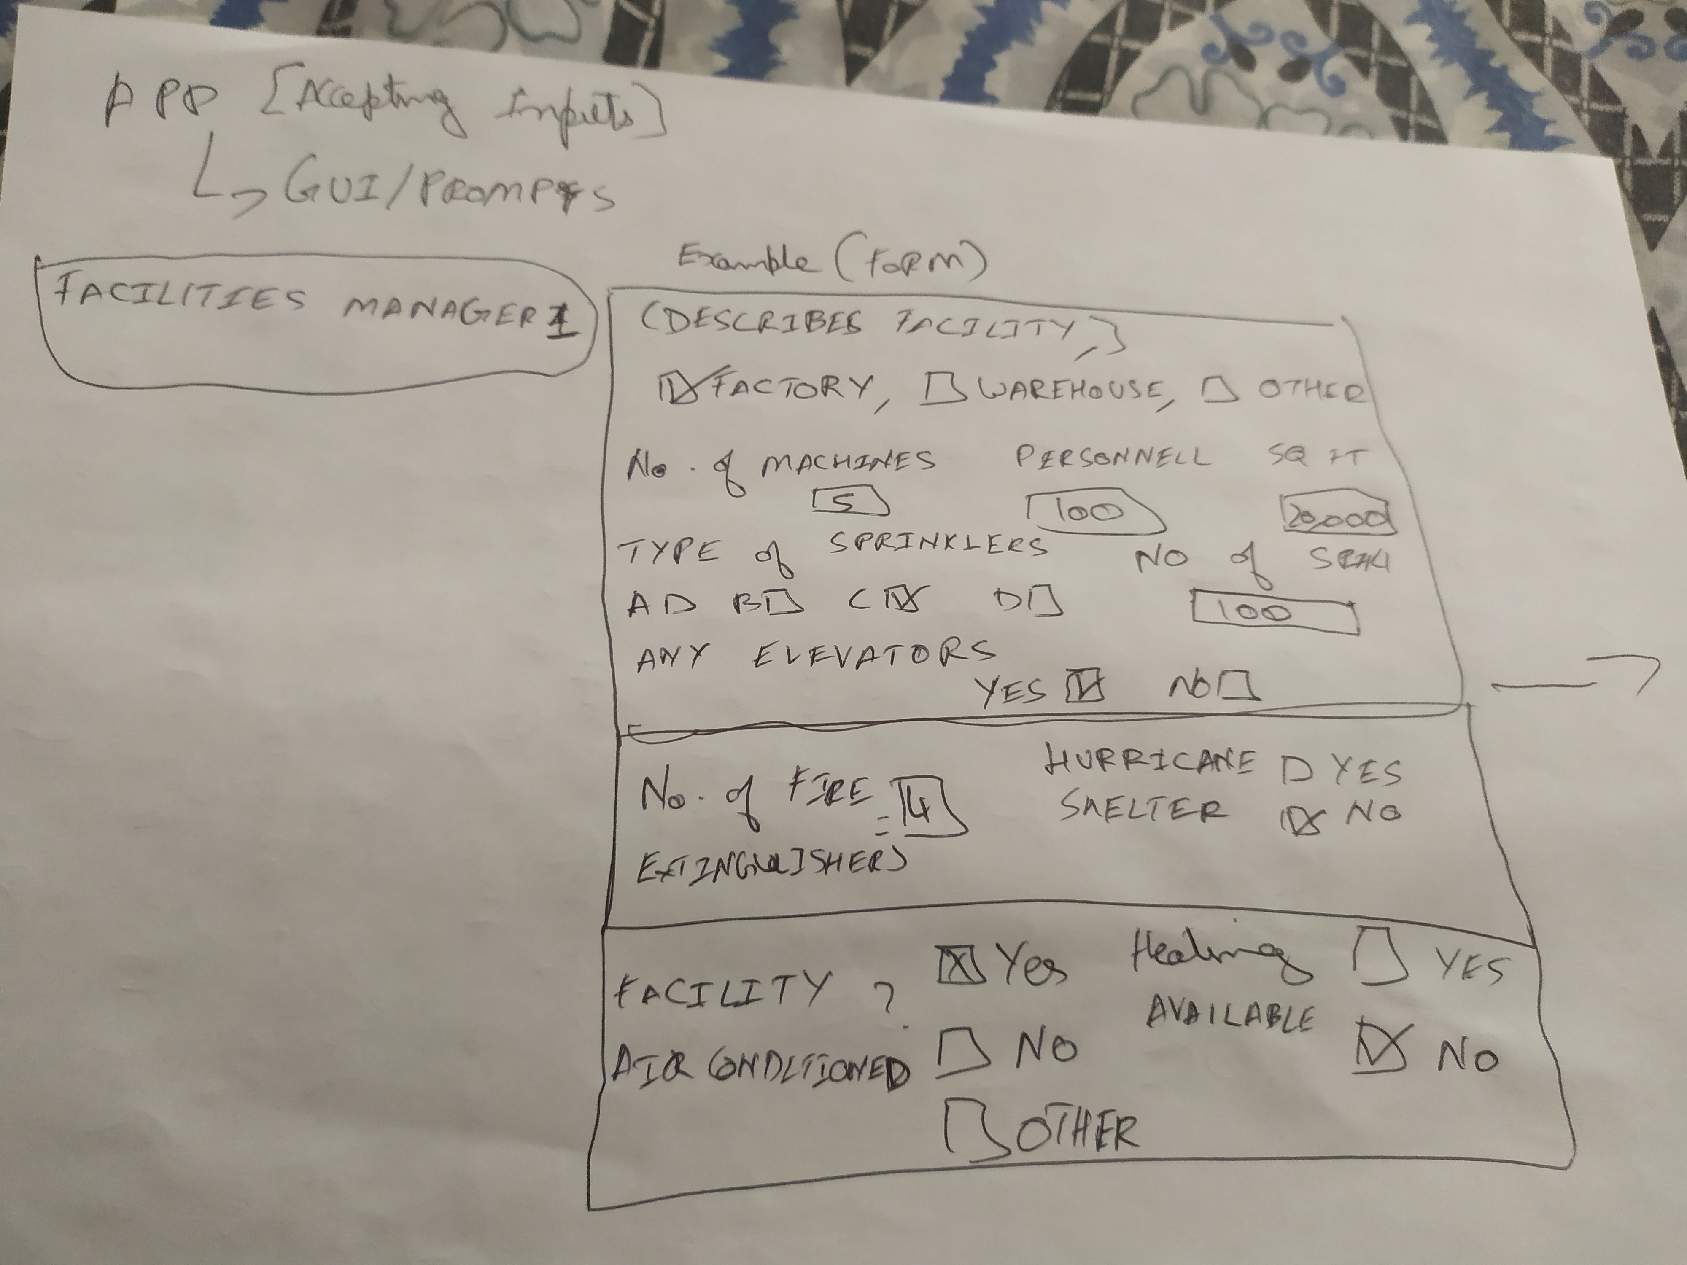 APP [Accepting inputs]
GUI/PROMPTS
FACILITIES MANAGER 1
Example (FORM)
(DESCRIBES FACILITY,)
FACTORY, WAREHOUSE, OTHER
No. of MACHINES PERSONNELL SQ FT
5 100 20,000
TYPE of SPRINKLERS NO of
A B C D 100
ANY ELEVATORS
YES NO
No. of FIRE = 4 HURRICANE YES
EXTINGUISHERS SHELTER NO
FACILITY ? Yes Heating YES
AIR CONDITIONED NO AVAILABLE NO
OTHER